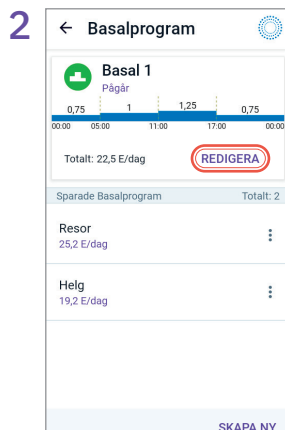 2
Basalprogram
Basal 1
Pågår
0,75 1 1,25 0,75
00:00 05:00 11:00 17:00 00:00
Totalt: 22,5 E/dag REDIGERA
Sparade Basalprogram Totalt: 2
Resor
25,2 E/dag
Helg
19,2 E/dag
SKAPA NY